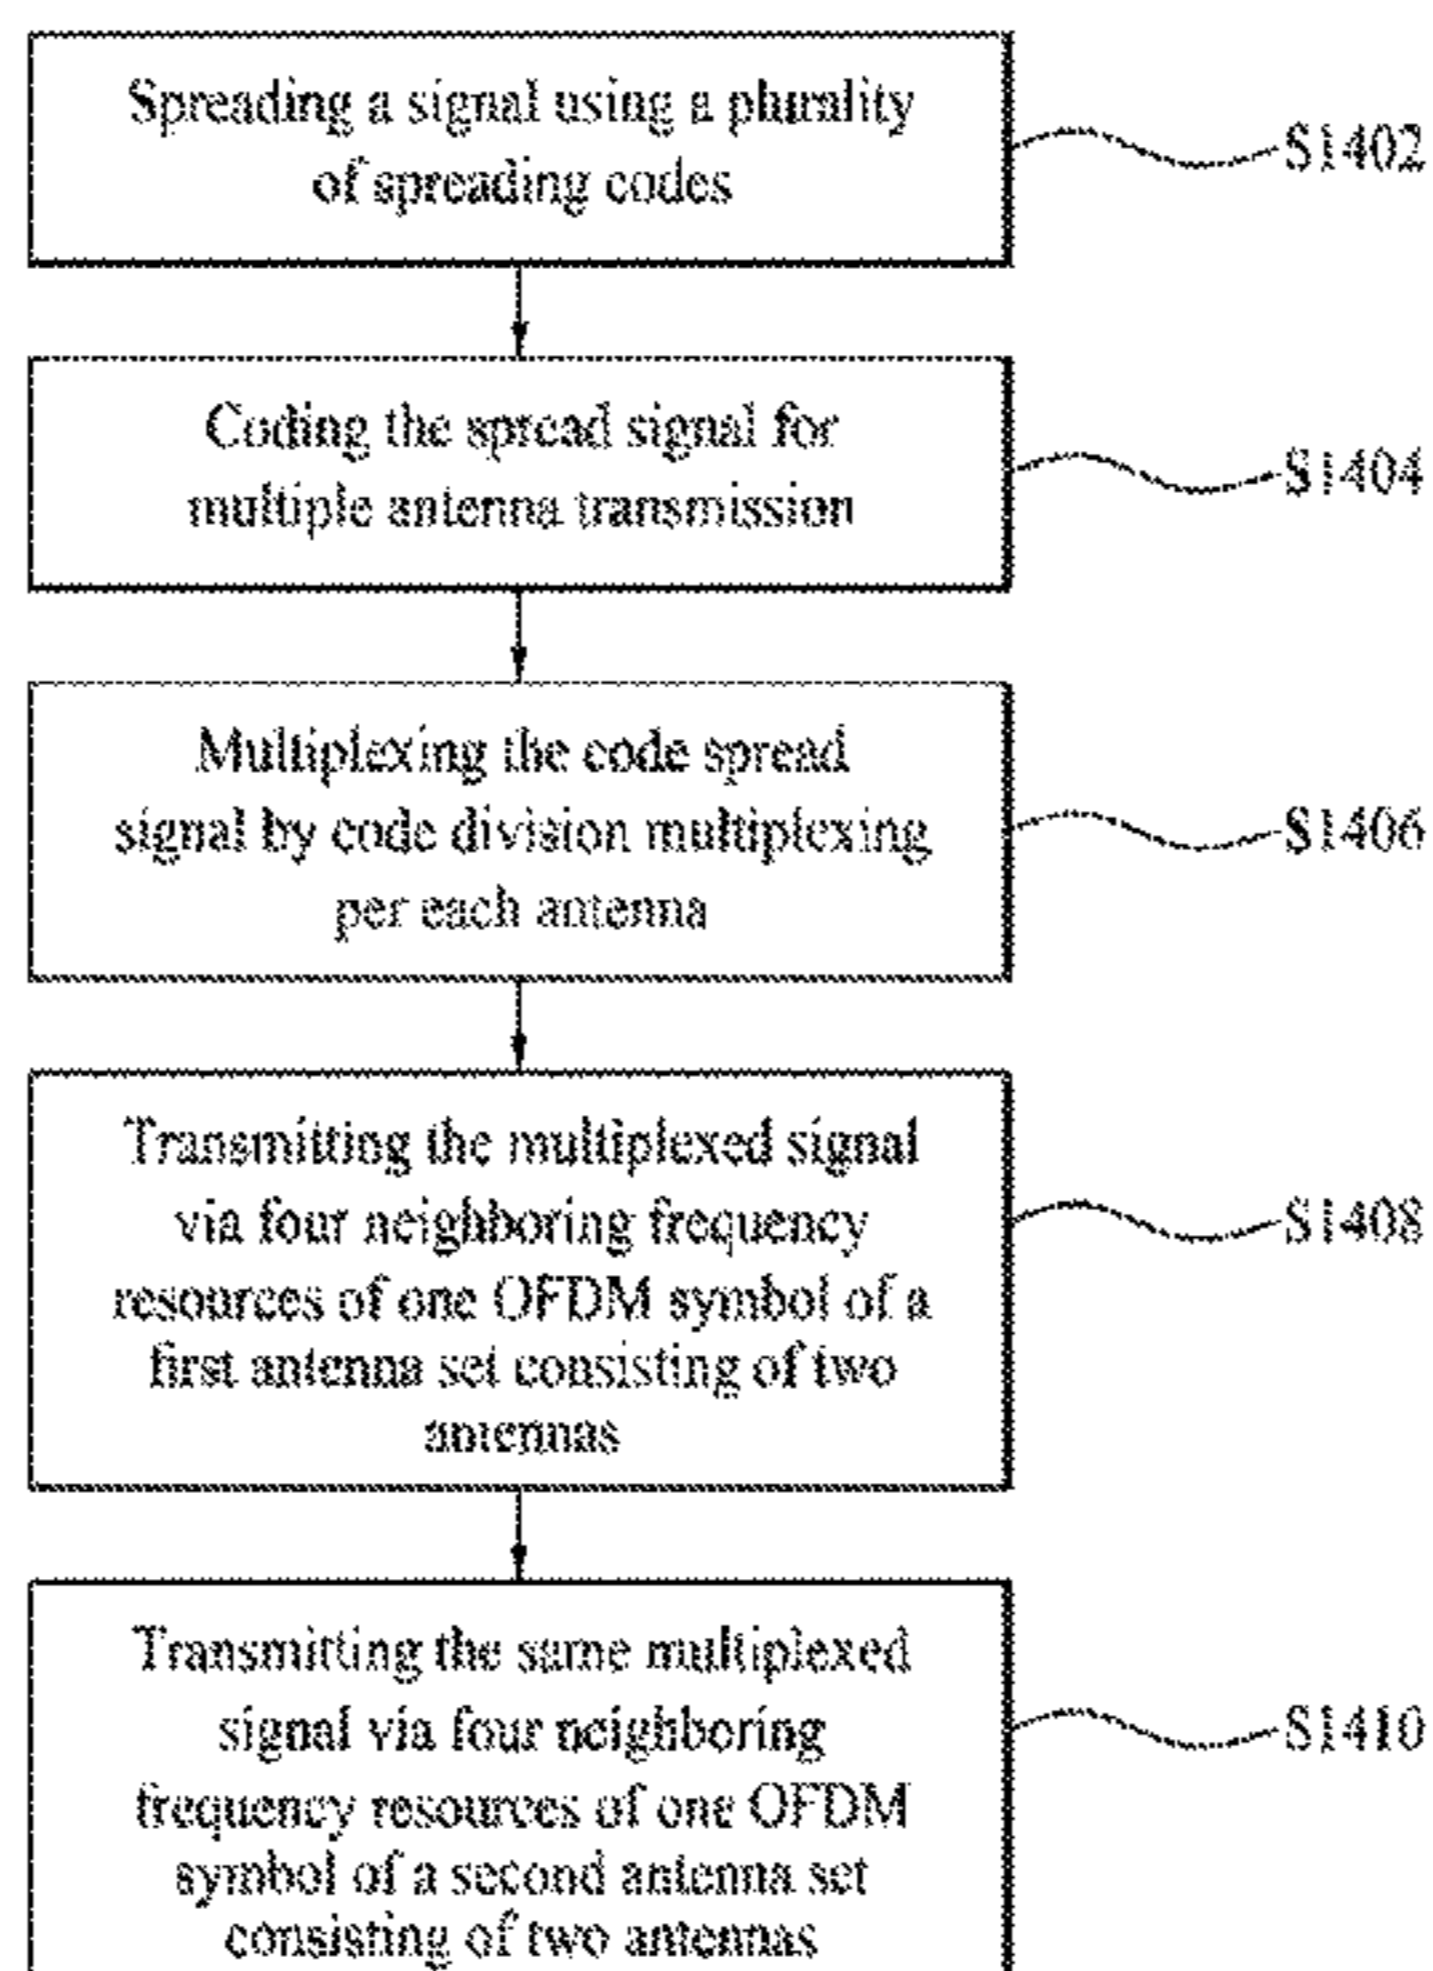 Spreading a signal using a plurality
of spreading codes
S1402
Coding the spread signal for
multiple antenna transmission
S1404
Multiplexing the code spread
signal by code division multiplexing
per each antenna
S1406
Transmitting the multiplexed signal
via four neighboring frequency
resources of one OFDM symbol of a
first antenna set consisting of two
antennas
S1408
Transmitting the same multiplexed
signal via four neighboring
frequency resources of one OFDM
symbol of a second antenna set
consisting of two antennas
S1410